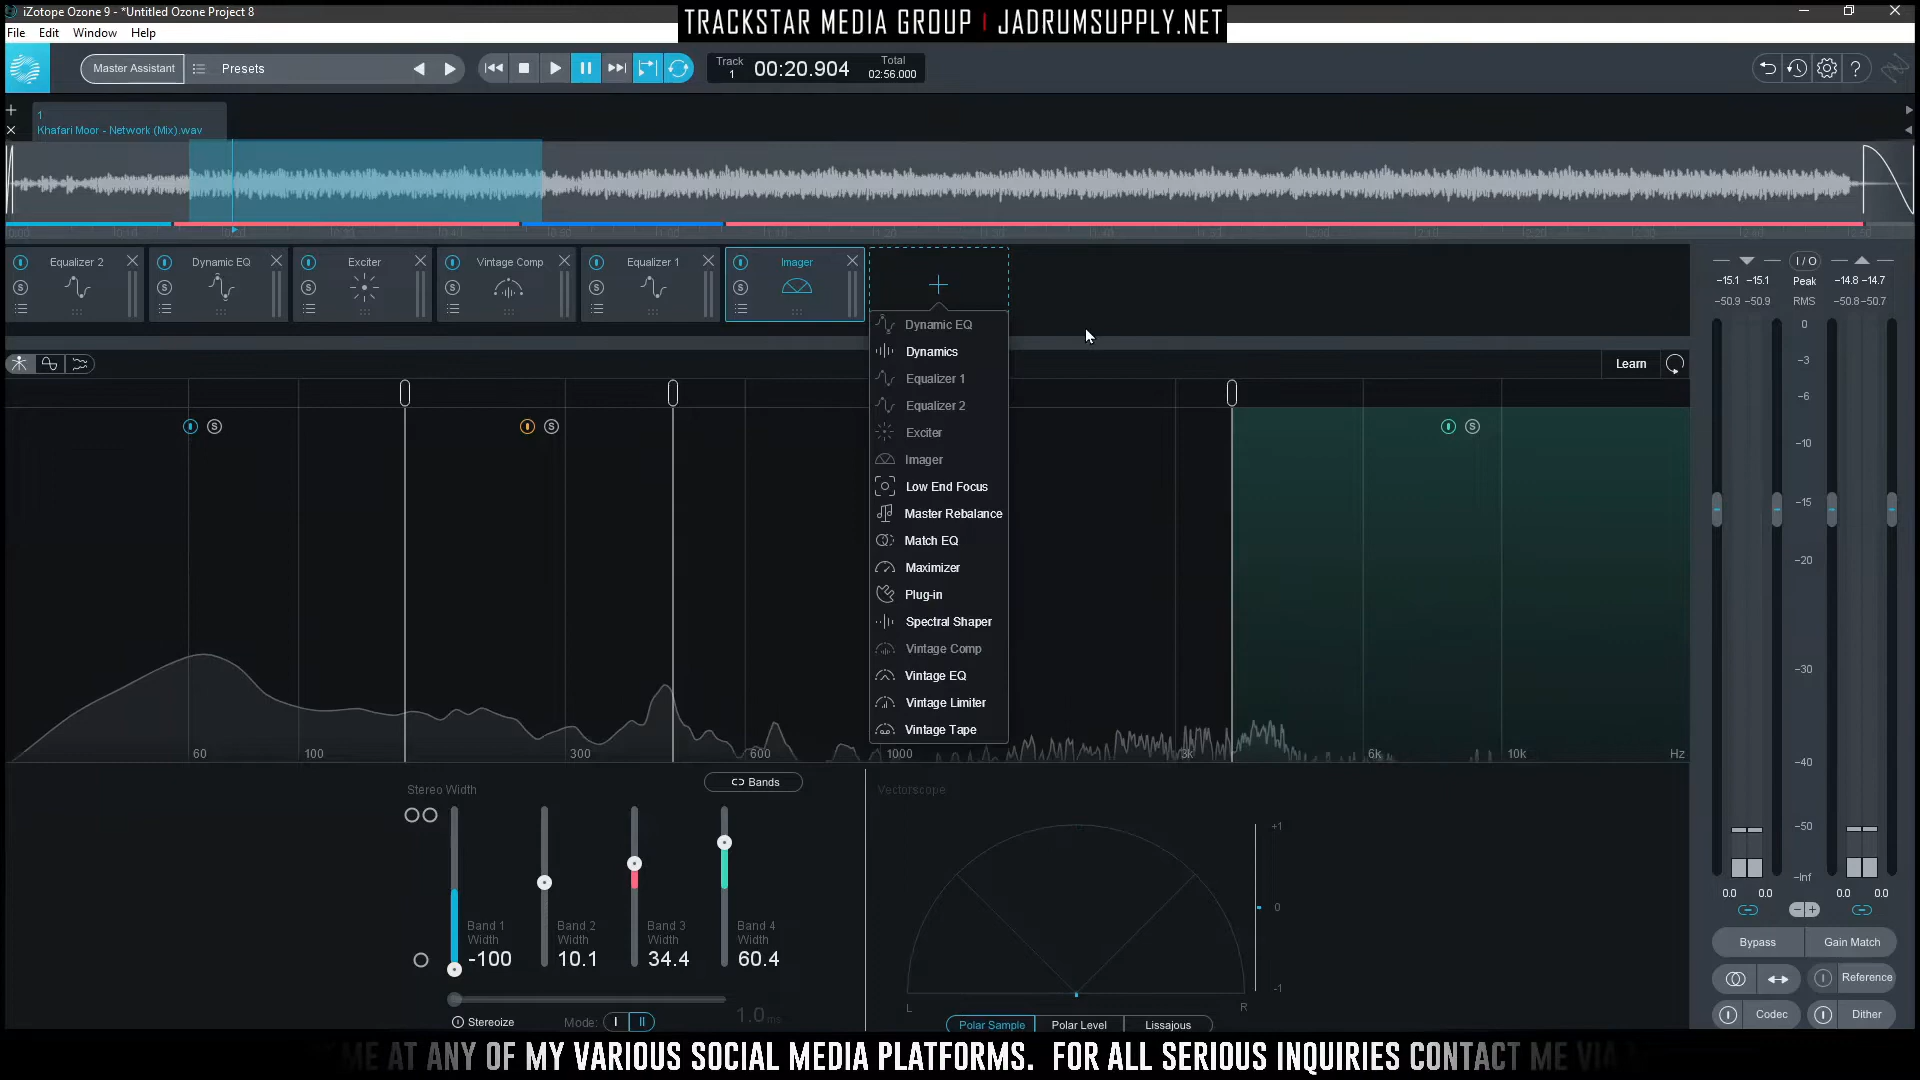 iZotope Ozone 9 - *Untitled Ozone Project 8
TRACKSTAR MEDIA GROUP | JADRUMSUPPLY.NET
File Edit Window Help
Master Assistant
Presets
Track
1
00:20.904
Total
02:56.000
1
Khafari Moor - Network (Mix).wav
Equalizer 2
Dynamic EQ
Exciter
Vintage Comp
Equalizer 1
Imager
I / O
-15.1 -15.1 Peak -14.8 -14.7
-50.9 -50.9 RMS -50.8 -50.7
Dynamic EQ
Dynamics
Equalizer 1
Equalizer 2
Exciter
Imager
Low End Focus
Master Rebalance
Match EQ
Maximizer
Plug-in
Spectral Shaper
Vintage Comp
Vintage EQ
Vintage Limiter
Vintage Tape
Learn
S
S
S
0
-3
-6
-10
-15
-20
-30
-40
-50
-Inf
60 100 300 600 1000 3k 6k 10k Hz
Stereo Width
Bands
Band 1 Width
-100
Band 2 Width
10.1
Band 3 Width
34.4
Band 4 Width
60.4
Stereoize
Mode: I II
1.0 ms
Vectorscope
+1
0
-1
L
R
Polar Sample
Polar Level
Lissajous
0.0 0.0 0.0 0.0
Bypass
Gain Match
Reference
Codec
Dither
ME AT ANY OF MY VARIOUS SOCIAL MEDIA PLATFORMS. FOR ALL SERIOUS INQUIRIES CONTACT ME VIA